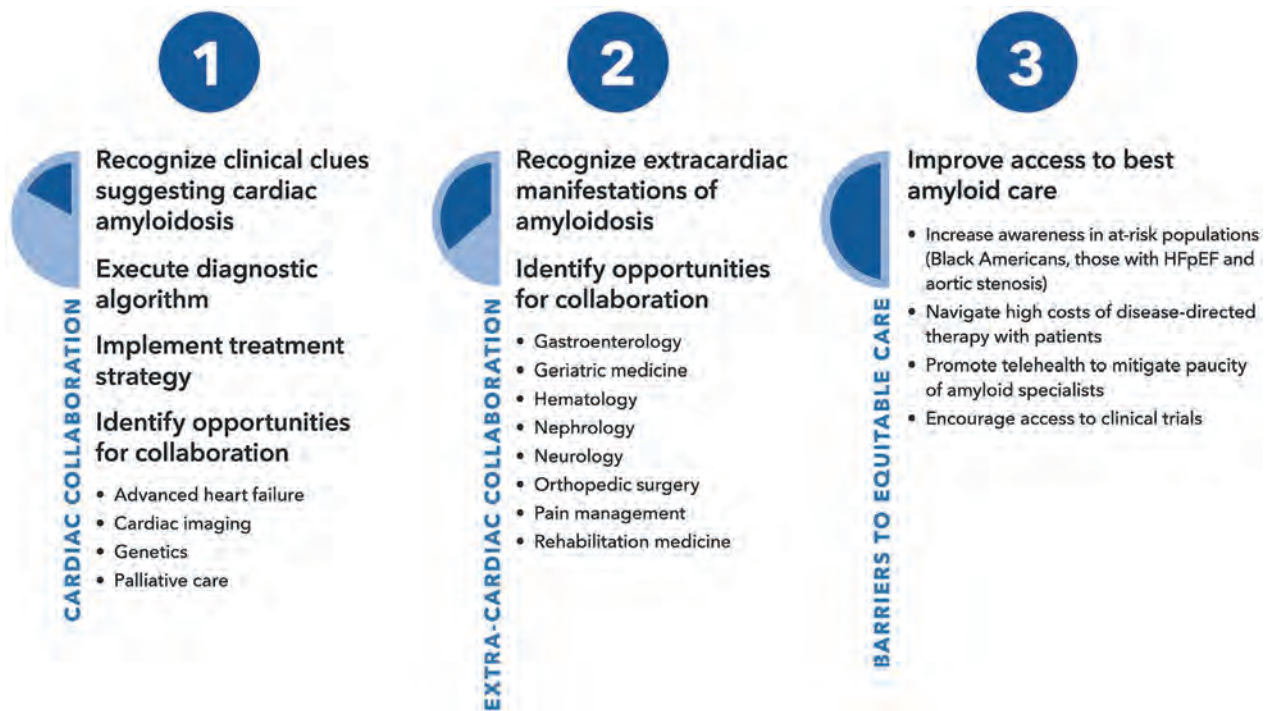 1
CARDIAC COLLABORATION
Recognize clinical clues
suggesting cardiac
amyloidosis
Execute diagnostic
algorithm
Implement treatment
strategy
Identify opportunities
for collaboration
• Advanced heart failure
• Cardiac imaging
• Genetics
• Palliative care
2
EXTRA-CARDIAC COLLABORATION
Recognize extracardiac
manifestations of
amyloidosis
Identify opportunities
for collaboration
• Gastroenterology
• Geriatric medicine
• Hematology
• Nephrology
• Neurology
• Orthopedic surgery
• Pain management
• Rehabilitation medicine
3
BARRIERS TO EQUITABLE CARE
Improve access to best
amyloid care
• Increase awareness in at-risk populations
(Black Americans, those with HFpEF and
aortic stenosis)
• Navigate high costs of disease-directed
therapy with patients
• Promote telehealth to mitigate paucity
of amyloid specialists
• Encourage access to clinical trials